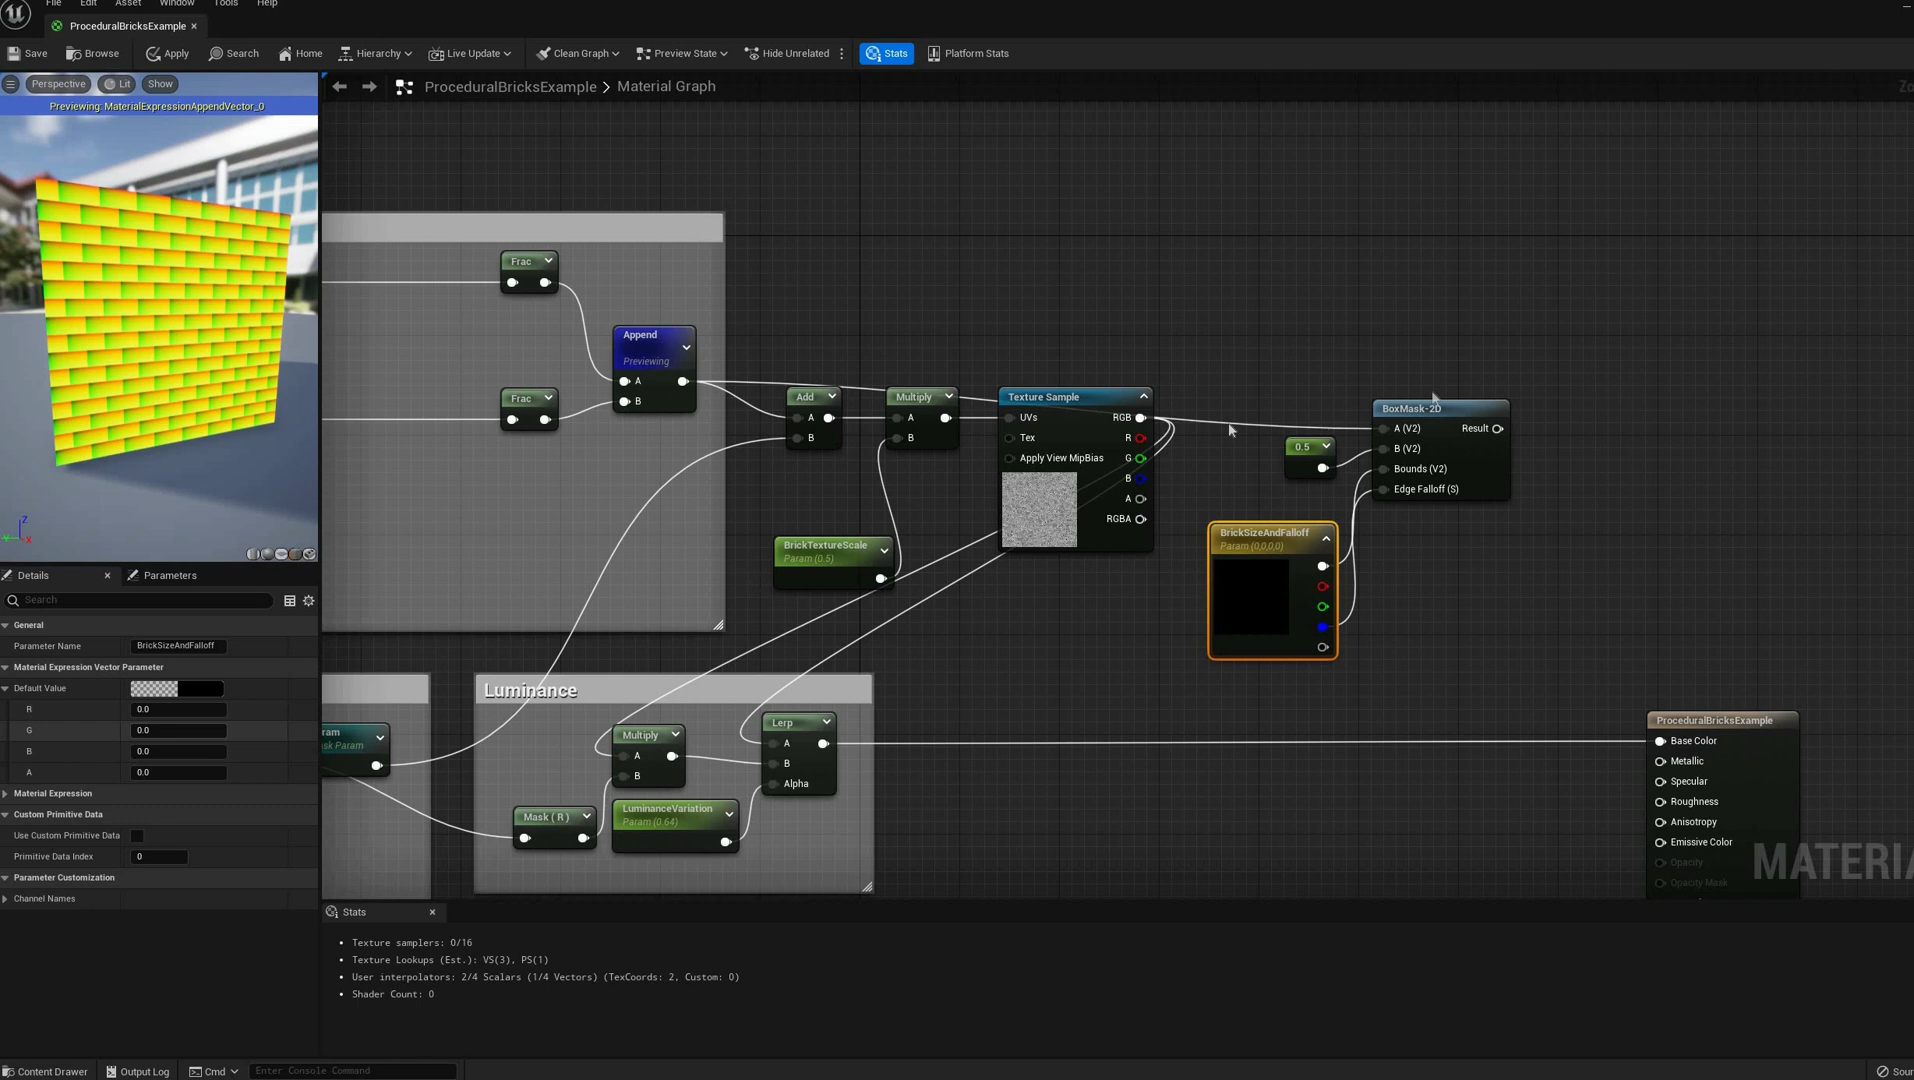 File Edit Asset Window Tools Help
ProceduralBricksExample
Save Browse Apply Search Home Hierarchy Live Update Clean Graph Preview State Hide Unrelated Stats Platform Stats
Perspective Lit Show
ProceduralBricksExample > Material Graph
Zo
Previewing: MaterialExpressionAppendVector_0
Frac
Append
Previewing
A
B
Frac
Add
A
B
Multiply
A
B
Texture Sample
UVs RGB
Tex R
Apply View MipBias G
B
A
RGBA
BoxMask-2D
A (V2) Result
B (V2)
Bounds (V2)
Edge Falloff (S)
0.5
BrickTextureScale
Param (0.5)
BrickSizeAndFalloff
Param (0,0,0,0)
Z
Y
X
Details Parameters
Search
General
Parameter Name BrickSizeAndFalloff
Material Expression Vector Parameter
Default Value
R 0.0
G 0.0
B 0.0
A 0.0
Material Expression
Custom Primitive Data
Use Custom Primitive Data
Primitive Data Index 0
Parameter Customization
Channel Names
Luminance
ram
sk Param
Multiply
A
B
Lerp
A
B
Alpha
Mask ( R )
LuminanceVariation
Param (0.64)
ProceduralBricksExample
Base Color
Metallic
Specular
Roughness
Anisotropy
Emissive Color
Opacity
Opacity Mask
MATERIA
Stats
Texture samplers: 0/16
Texture Lookups (Est.): VS(3), PS(1)
User interpolators: 2/4 Scalars (1/4 Vectors) (TexCoords: 2, Custom: 0)
Shader Count: 0
Content Drawer Output Log Cmd Enter Console Command Sour